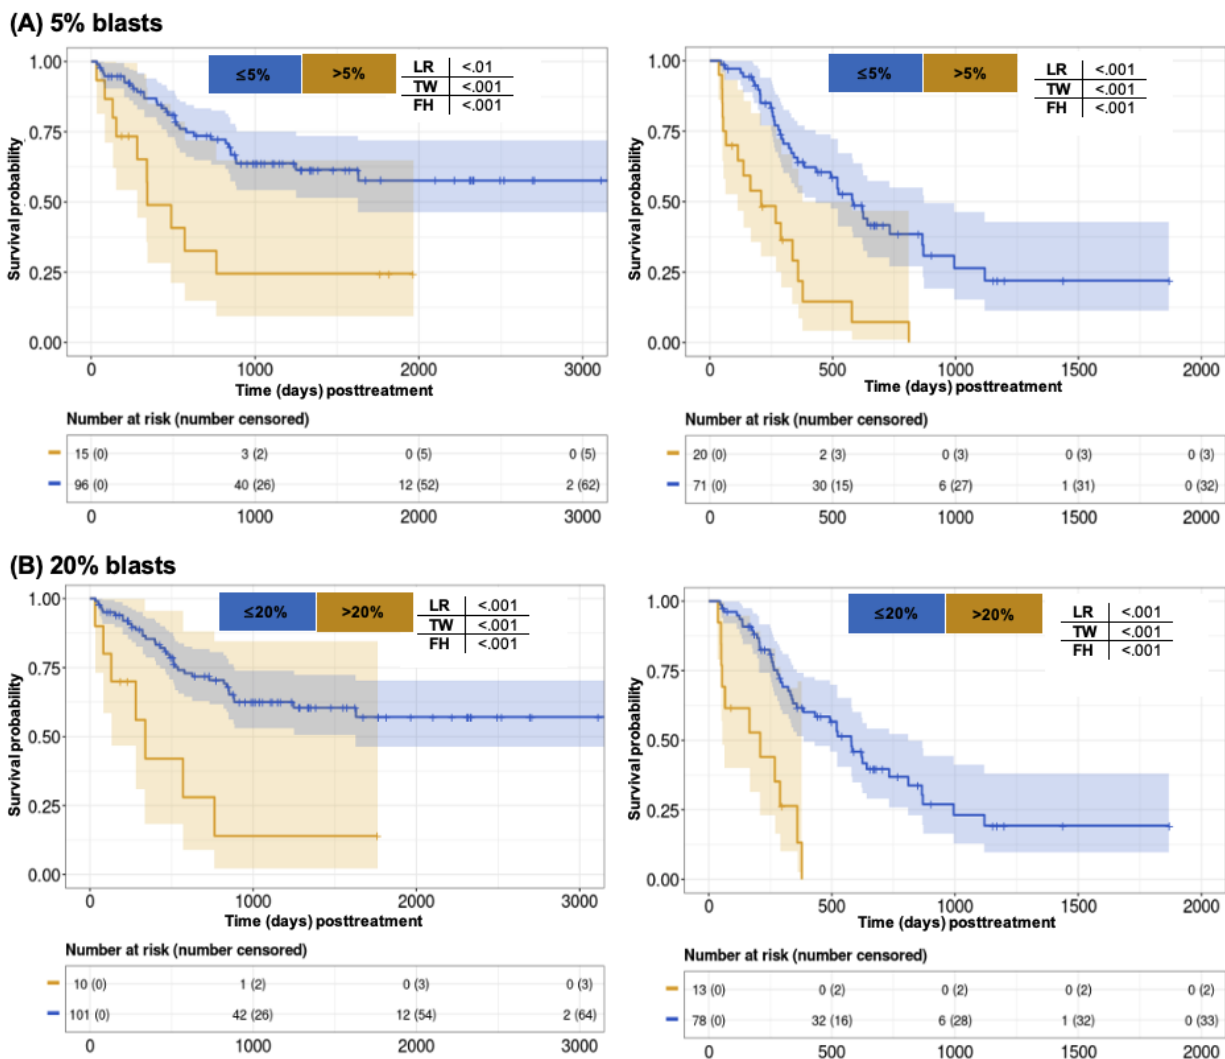 (A) 5% blasts
≤5% >5%
LR <.01
TW <.001
FH <.001
Survival probability
1.00
0.75
0.50
0.25
0.00
0 1000 2000 3000
Time (days) posttreatment
Number at risk (number censored)
15 (0) 3 (2) 0 (5) 0 (5)
96 (0) 40 (26) 12 (52) 2 (62)
0 1000 2000 3000
≤5% >5%
LR <.001
TW <.001
FH <.001
Survival probability
1.00
0.75
0.50
0.25
0.00
0 500 1000 1500 2000
Time (days) posttreatment
Number at risk (number censored)
20 (0) 2 (3) 0 (3) 0 (3) 0 (3)
71 (0) 30 (15) 6 (27) 1 (31) 0 (32)
0 500 1000 1500 2000
(B) 20% blasts
≤20% >20%
LR <.001
TW <.001
FH <.001
Survival probability
1.00
0.75
0.50
0.25
0.00
0 1000 2000 3000
Time (days) posttreatment
Number at risk (number censored)
10 (0) 1 (2) 0 (3) 0 (3)
101 (0) 42 (26) 12 (54) 2 (64)
0 1000 2000 3000
≤20% >20%
LR <.001
TW <.001
FH <.001
Survival probability
1.00
0.75
0.50
0.25
0.00
0 500 1000 1500 2000
Time (days) posttreatment
Number at risk (number censored)
13 (0) 0 (2) 0 (2) 0 (2) 0 (2)
78 (0) 32 (16) 6 (28) 1 (32) 0 (33)
0 500 1000 1500 2000